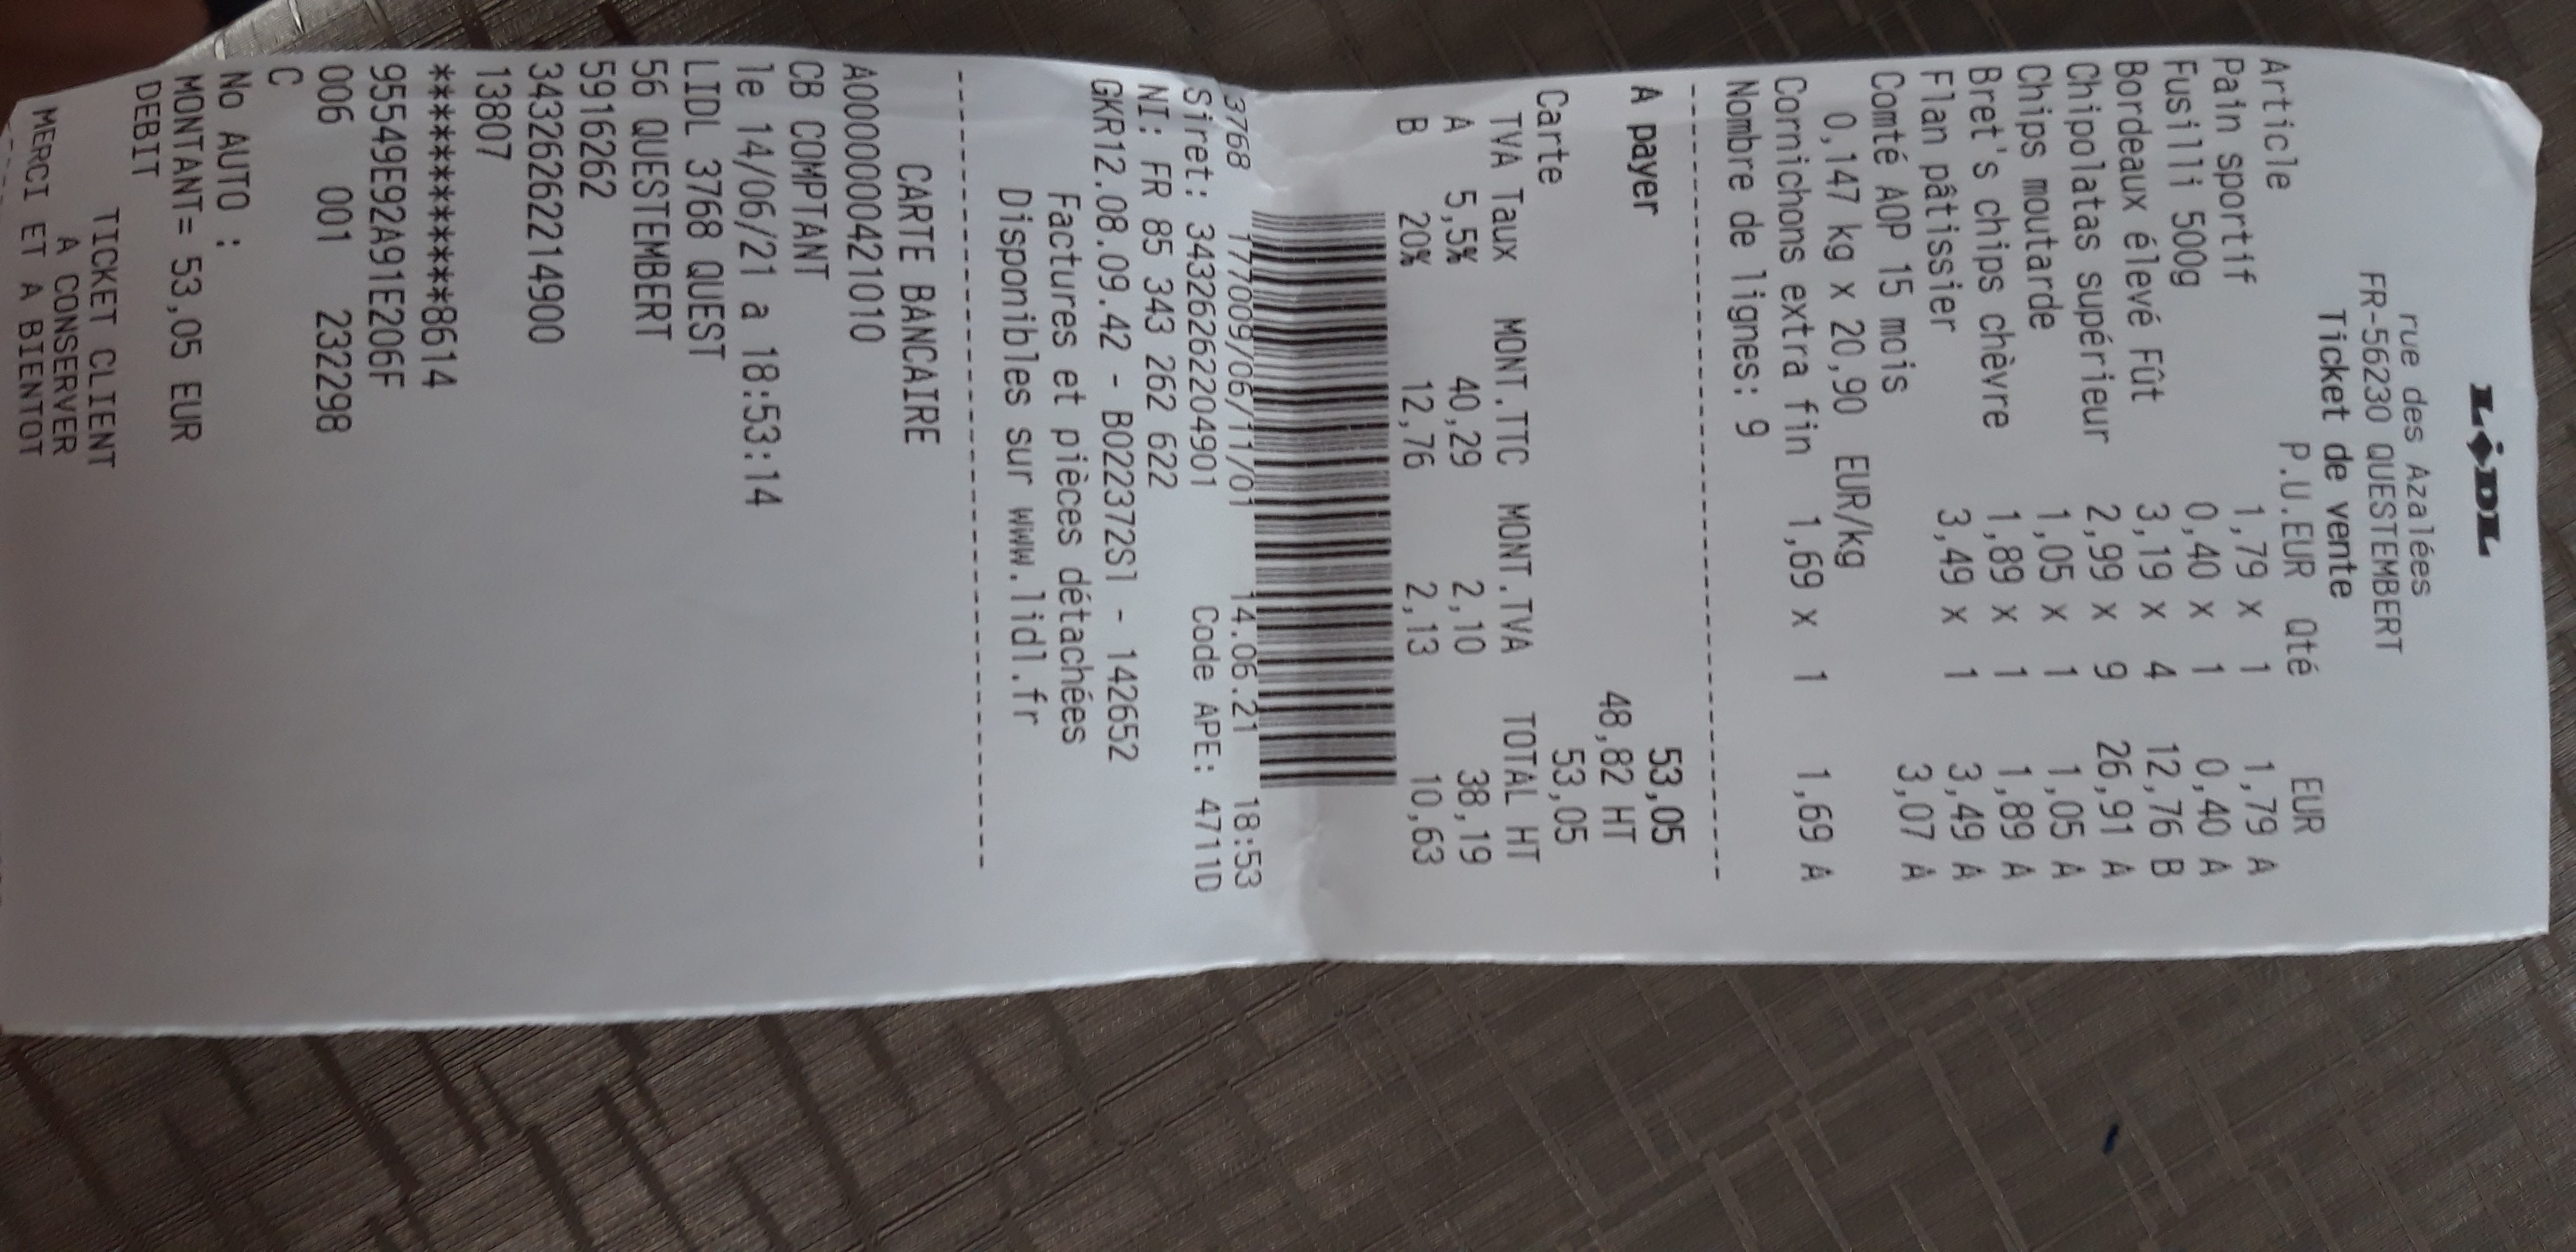 LIDL
rue des Azalées
FR-56230 QUESTEMBERT
Ticket de vente
Article P.U.EUR Qté EUR
Pain sportif 1,79 x 1 1,79 A
Fusilli 500g 0,40 x 1 0,40 A
Bordeaux élevé Fût 3,19 x 4 12,76 B
Chipolatas supérieur 2,99 x 9 26,91 A
Chips moutarde 1,05 x 1 1,05 A
Bret's chips chèvre 1,89 x 1 1,89 A
Flan pâtissier 3,49 x 1 3,49 A
Comté AOP 15 mois 3,07 A
0,147 kg x 20,90 EUR/kg
Cornichons extra fin 1,69 x 1 1,69 A
Nombre de lignes: 9
A payer 53,05
48,82 HT
Carte 53,05
TVA Taux MONT.TTC MONT.TVA TOTAL HT
A 5,5% 40,29 2,10 38,19
B 20% 12,76 2,13 10,63
3768 177009/06/11/01 14.06.21 18:53
Siret: 34326262204901 Code APE: 4711D
NI: FR 85 343 262 622
GKR12.08.09.42 - B022372S1 - 142652
Factures et pièces détachées
Disponibles sur www.lidl.fr
CARTE BANCAIRE
A0000000421010
CB COMPTANT
le 14/06/21 a 18:53:14
LIDL 3768 QUEST
56 QUESTEMBERT
5916262
34326262214900
13807
************8614
95549E92A91E206F
006 001 232298
C
No AUTO :
MONTANT= 53,05 EUR
DEBIT
TICKET CLIENT
A CONSERVER
MERCI ET A BIENTOT